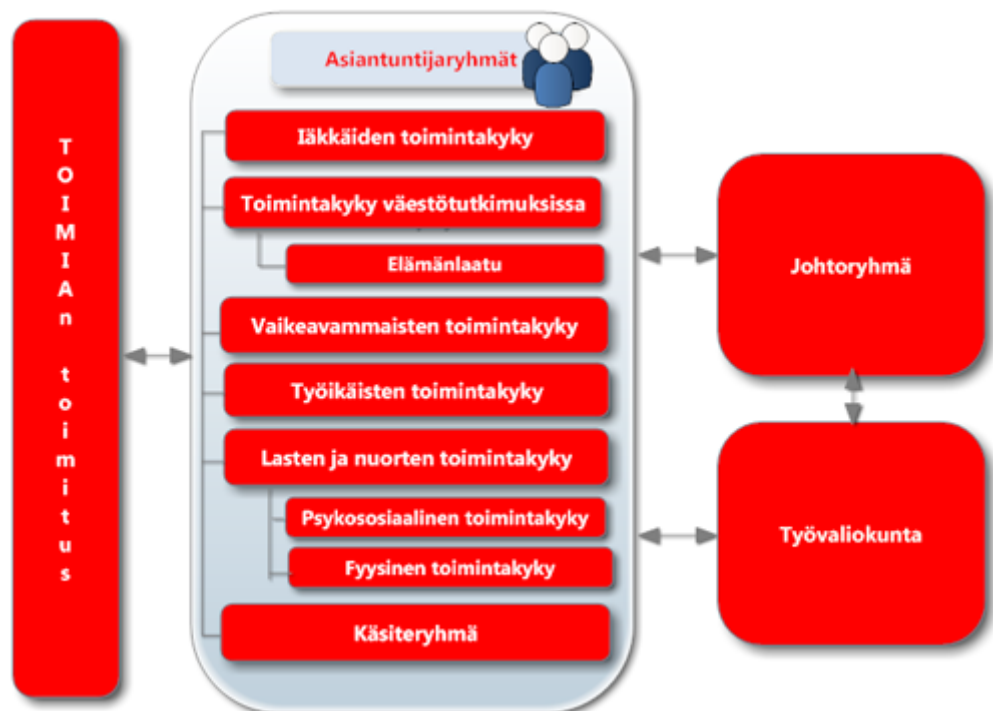 TOIMIAn toimitus
Asiantuntijaryhmät
Iäkkäiden toimintakyky
Toimintakyky väestötutkimuksissa
Elämänlaatu
Vaikeavammaisten toimintakyky
Työikäisten toimintakyky
Lasten ja nuorten toimintakyky
Psykososiaalinen toimintakyky
Fyysinen toimintakyky
Käsiteryhmä
Johtoryhmä
Työvaliokunta